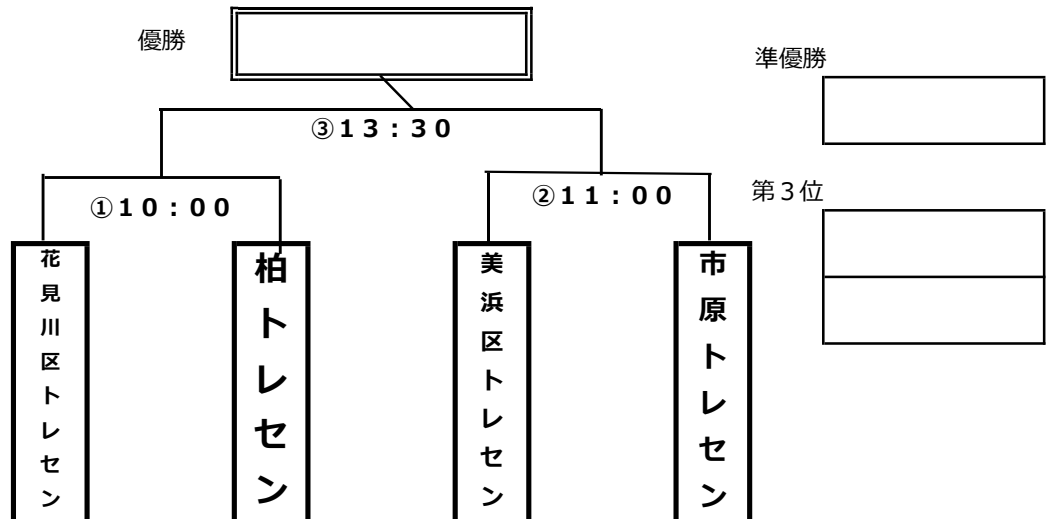 優勝
準優勝
③13:30
①10:00
②11:00
第3位
花見川区トレセン
柏トレセン
美浜区トレセン
市原トレセン